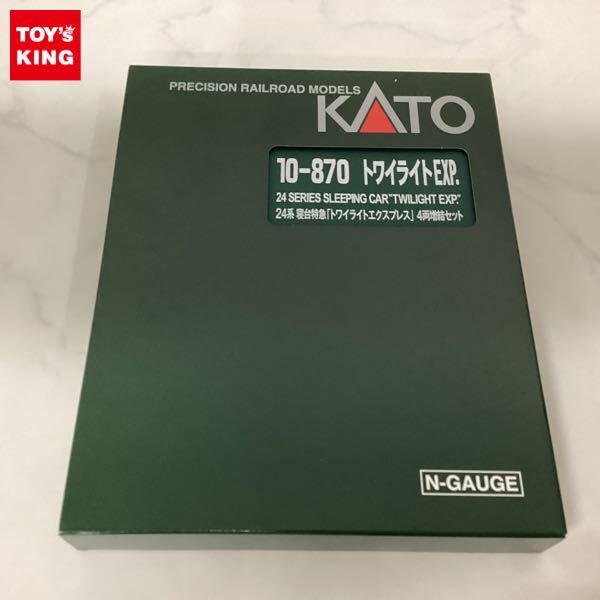 TOY'S
KING
PRECISION RAILROAD MODELS
KATO
10-870 トワイライトEXP.
24 SERIES SLEEPING CAR "TWILIGHT EXP."
24系 寝台特急「トワイライトエクスプレス」 4両増結セット
N-GAUGE